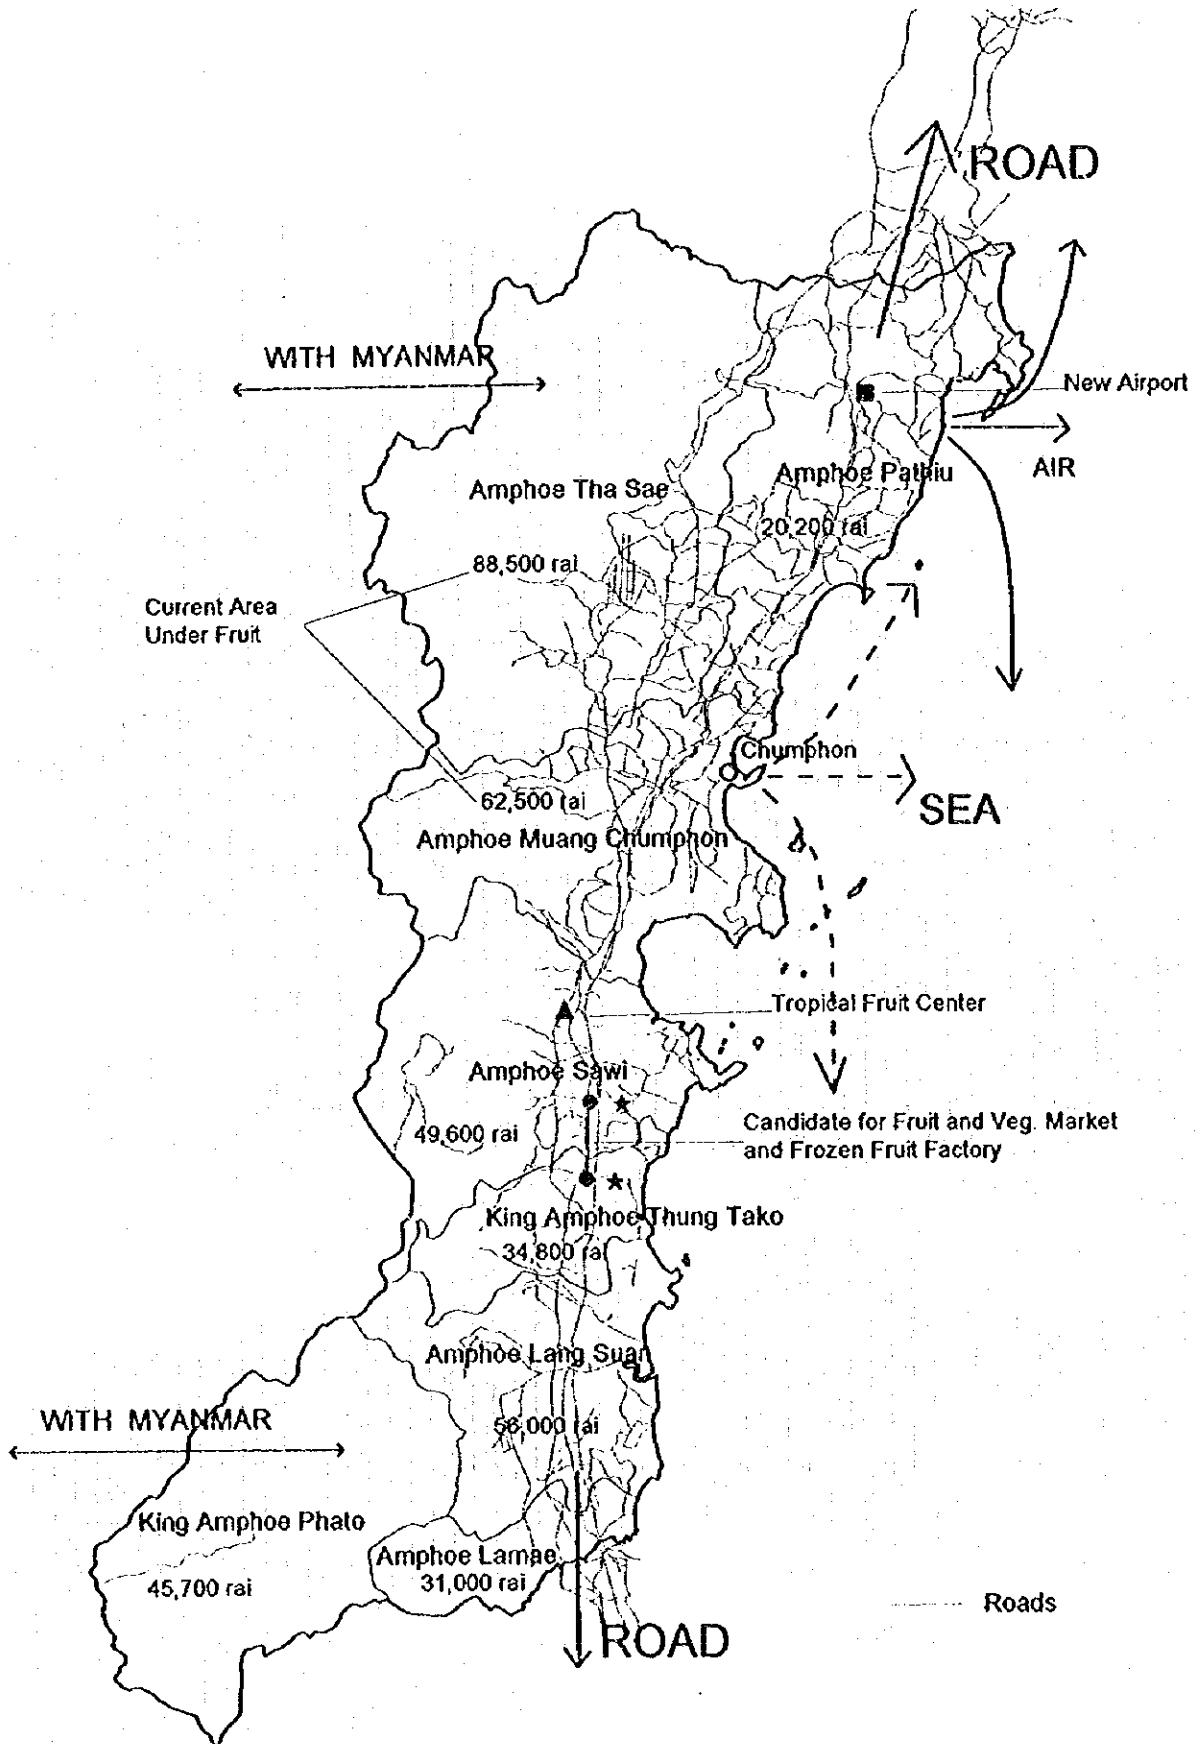 ROAD
WITH MYANMAR
New Airport
AIR
Amphoe Pathiu
Amphoe Tha Sae
20,200 rai
88,500 rai
Current Area
Under Fruit
Chumphon
62,500 rai
SEA
Amphoe Muang Chumphon
Tropical Fruit Center
Amphoe Sawi
Candidate for Fruit and Veg. Market
and Frozen Fruit Factory
49,600 rai
King Amphoe Thung Tako
34,800 rai
Amphoe Lang Suan
WITH MYANMAR
56,000 rai
King Amphoe Phato
Amphoe Lamae
31,000 rai
45,700 rai
Roads
ROAD